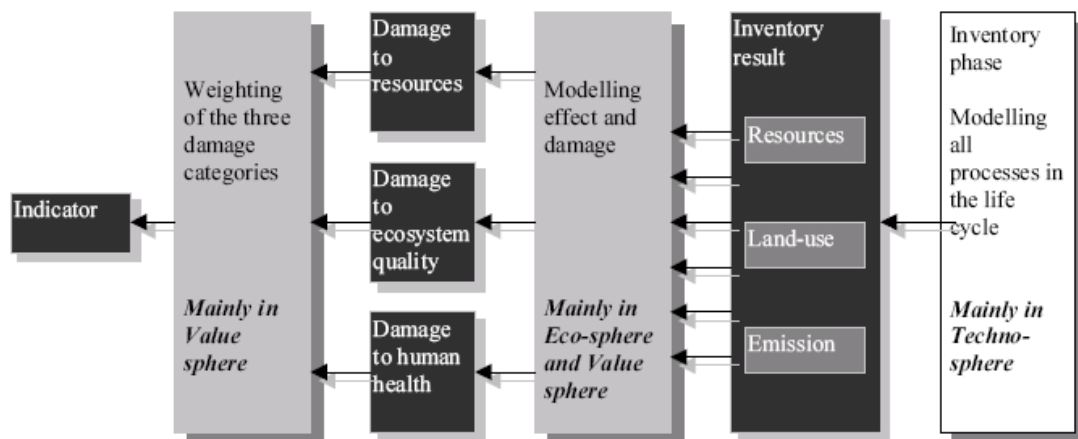 Indicator
Weighting
of the three
damage
categories
Mainly in
Value
sphere
Damage
to
resources
Damage
to
ecosystem
quality
Damage
to human
health
Modelling
effect and
damage
Mainly in
Eco-sphere
and Value
sphere
Inventory
result
Resources
Land-use
Emission
Inventory
phase
Modelling
all
processes in
the life
cycle
Mainly in
Techno-
sphere